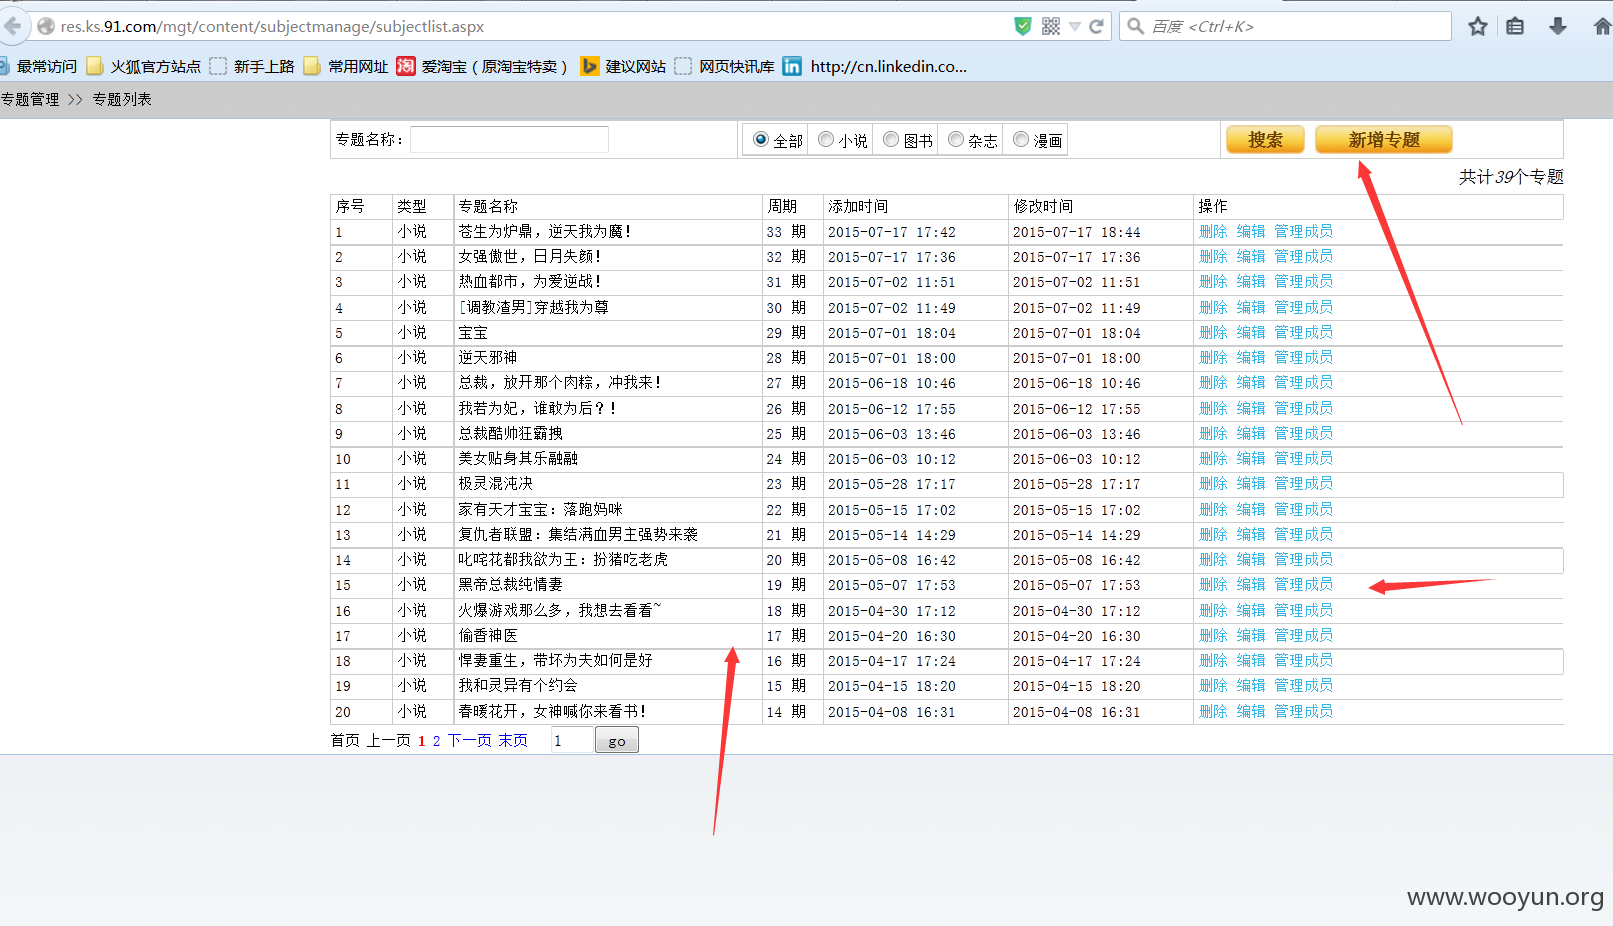 res.ks.91.com/mgt/content/subjectmanage/subjectlist.aspx 百度 <Ctrl+K>
最常访问 火狐官方站点 新手上路 常用网址 淘 爱淘宝（原淘宝特卖） 建议网站 网页快讯库 in http://cn.linkedin.co...
专题管理 >> 专题列表
专题名称： 全部 小说 图书 杂志 漫画 搜索 新增专题
共计39个专题
序号 类型 专题名称 周期 添加时间 修改时间 操作
1 小说 苍生为炉鼎，逆天我为魔！ 33 期 2015-07-17 17:42 2015-07-17 18:44 删除 编辑 管理成员
2 小说 女强傲世，日月失颜！ 32 期 2015-07-17 17:36 2015-07-17 17:36 删除 编辑 管理成员
3 小说 热血都市，为爱逆战！ 31 期 2015-07-02 11:51 2015-07-02 11:51 删除 编辑 管理成员
4 小说 [调教渣男]穿越我为尊 30 期 2015-07-02 11:49 2015-07-02 11:49 删除 编辑 管理成员
5 小说 宝宝 29 期 2015-07-01 18:04 2015-07-01 18:04 删除 编辑 管理成员
6 小说 逆天邪神 28 期 2015-07-01 18:00 2015-07-01 18:00 删除 编辑 管理成员
7 小说 总裁，放开那个肉粽，冲我来！ 27 期 2015-06-18 10:46 2015-06-18 10:46 删除 编辑 管理成员
8 小说 我若为妃，谁敢为后？！ 26 期 2015-06-12 17:55 2015-06-12 17:55 删除 编辑 管理成员
9 小说 总裁酷帅狂霸拽 25 期 2015-06-03 13:46 2015-06-03 13:46 删除 编辑 管理成员
10 小说 美女贴身其乐融融 24 期 2015-06-03 10:12 2015-06-03 10:12 删除 编辑 管理成员
11 小说 极灵混沌决 23 期 2015-05-28 17:17 2015-05-28 17:17 删除 编辑 管理成员
12 小说 家有天才宝宝：落跑妈咪 22 期 2015-05-15 17:02 2015-05-15 17:02 删除 编辑 管理成员
13 小说 复仇者联盟：集结满血男主强势来袭 21 期 2015-05-14 14:29 2015-05-14 14:29 删除 编辑 管理成员
14 小说 叱咤花都我欲为王：扮猪吃老虎 20 期 2015-05-08 16:42 2015-05-08 16:42 删除 编辑 管理成员
15 小说 黑帝总裁纯情妻 19 期 2015-05-07 17:53 2015-05-07 17:53 删除 编辑 管理成员
16 小说 火爆游戏那么多，我想去看看~ 18 期 2015-04-30 17:12 2015-04-30 17:12 删除 编辑 管理成员
17 小说 偷香神医 17 期 2015-04-20 16:30 2015-04-20 16:30 删除 编辑 管理成员
18 小说 悍妻重生，带坏为夫如何是好 16 期 2015-04-17 17:24 2015-04-17 17:24 删除 编辑 管理成员
19 小说 我和灵异有个约会 15 期 2015-04-15 18:20 2015-04-15 18:20 删除 编辑 管理成员
20 小说 春暖花开，女神喊你来看书！ 14 期 2015-04-08 16:31 2015-04-08 16:31 删除 编辑 管理成员
首页 上一页 1 2 下一页 末页 1 go
www.wooyun.org